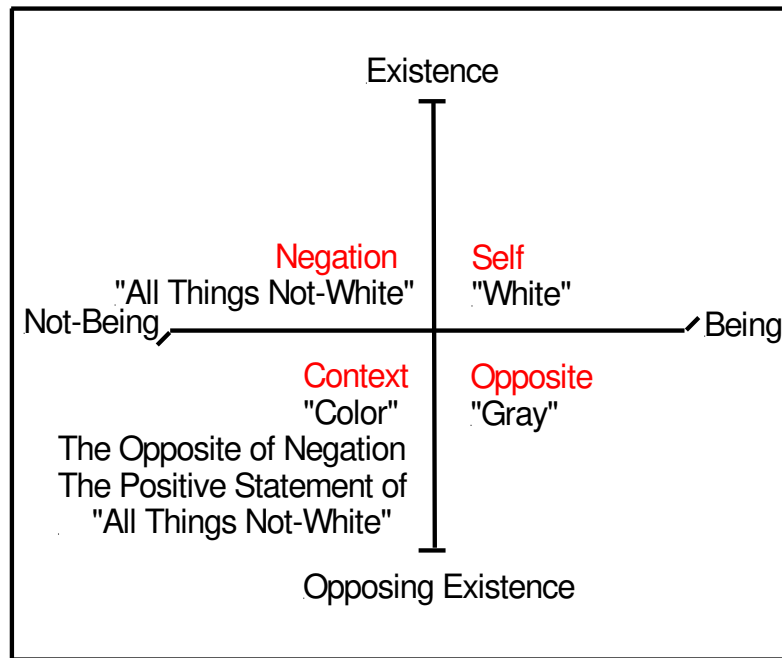 Existence
Negation
Self
"All Things Not-White"
"White"
Not-Being
Being
Context
Opposite
"Color"
"Gray"
The Opposite of Negation
The Positive Statement of
"All Things Not-White"
Opposing Existence